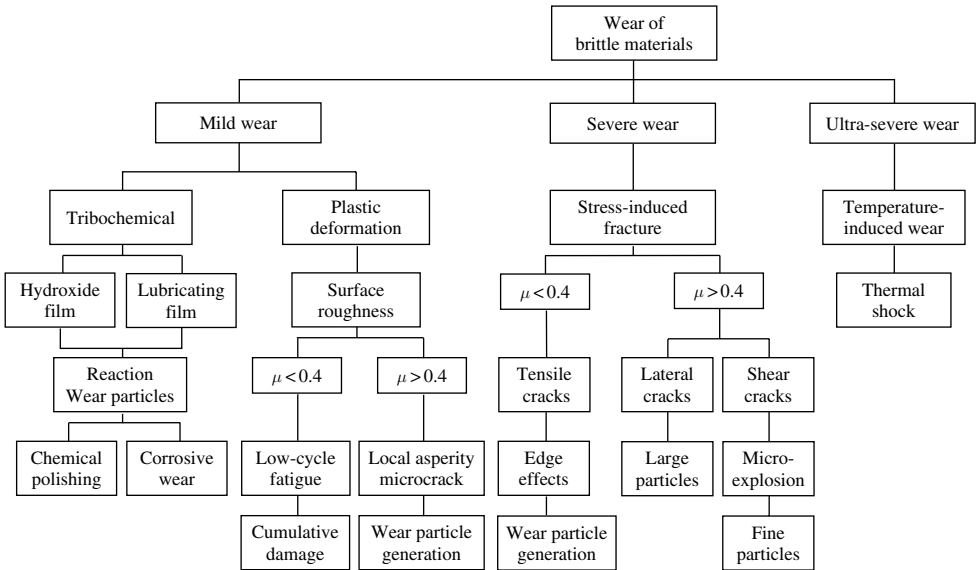 Wear of
brittle materials
Mild wear
Severe wear
Ultra-severe wear
Tribochemical
Plastic
deformation
Stress-induced
fracture
Temperature-
induced wear
Hydroxide
film
Lubricating
film
Surface
roughness
μ < 0.4
μ > 0.4
Thermal
shock
Reaction
Wear particles
μ < 0.4
μ > 0.4
Tensile
cracks
Lateral
cracks
Shear
cracks
Chemical
polishing
Corrosive
wear
Low-cycle
fatigue
Local asperity
microcrack
Edge
effects
Large
particles
Micro-
explosion
Cumulative
damage
Wear particle
generation
Wear particle
generation
Fine
particles